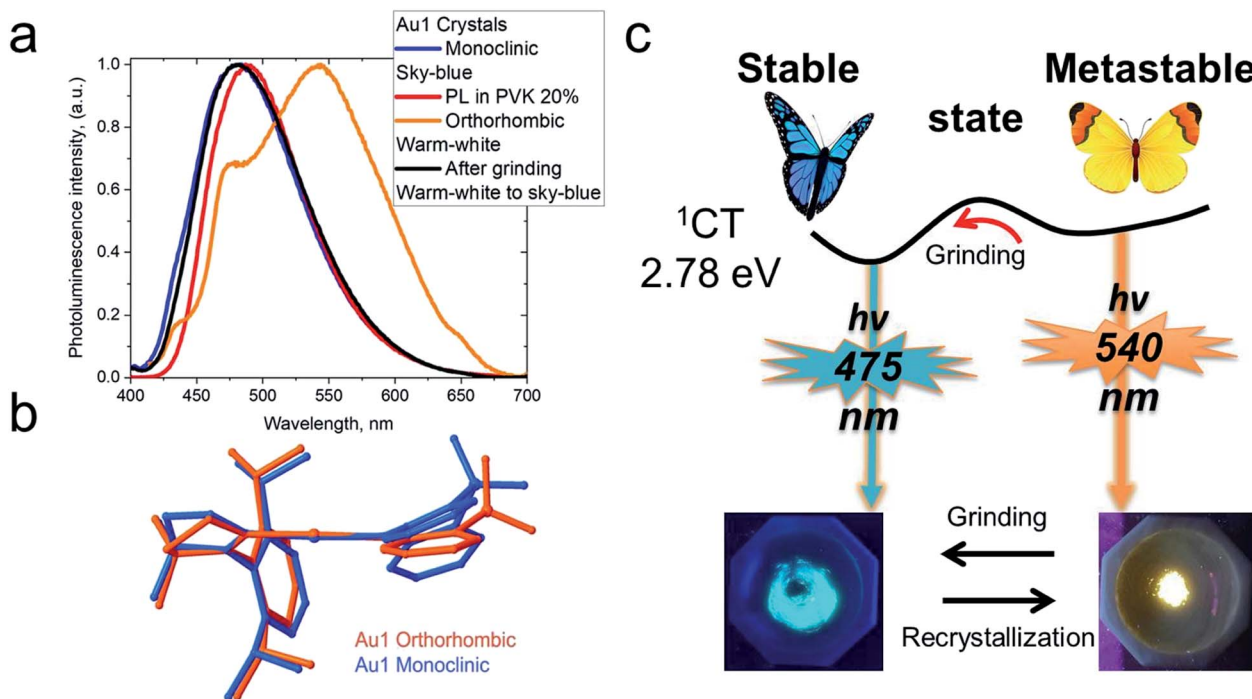 a
Au1 Crystals
Monoclinic
Sky-blue
PL in PVK 20%
Orthorhombic
Warm-white
After grinding
Warm-white to sky-blue
Photoluminescence intensity, (a.u.)
1.0
0.8
0.6
0.4
0.2
0.0
400 450 500 550 600 650 700
Wavelength, nm
b
Au1 Orthorhombic
Au1 Monoclinic
c
Stable
state
Metastable
¹CT
2.78 eV
Grinding
hν
475
nm
hν
540
nm
Grinding
Recrystallization